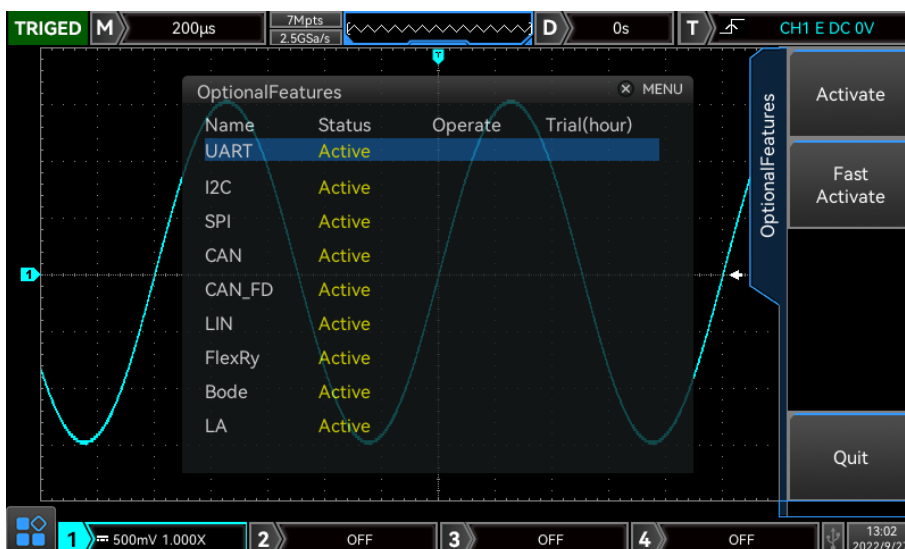 TRIGED M 200μs 7Mpts D 0s T CH1 E DC 0V
2.5GSa/s
T
OptionalFeatures MENU
Name Status Operate Trial(hour)
UART Active
I2C Active
SPI Active
CAN Active
CAN_FD Active
LIN Active
FlexRy Active
Bode Active
LA Active
1
OptionalFeatures
Activate
Fast
Activate
Quit
1 500mV 1.000X 2 OFF 3 OFF 4 OFF 13:02